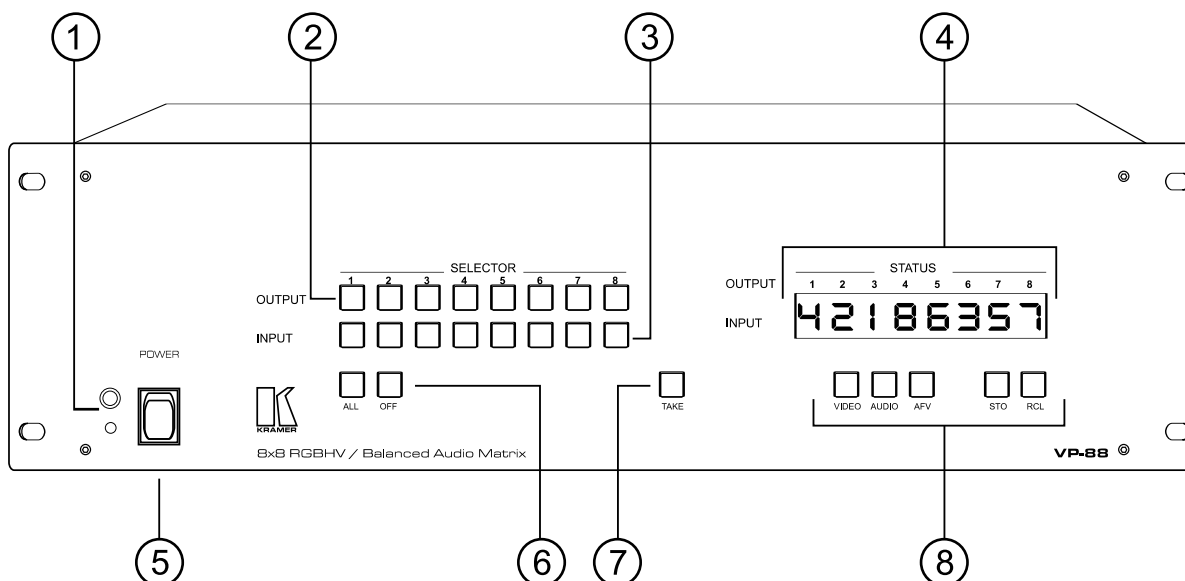 1 2 3 4
SELECTOR
1 2 3 4 5 6 7 8
OUTPUT
INPUT
STATUS
OUTPUT 1 2 3 4 5 6 7 8
INPUT 42186357
POWER
ALL OFF TAKE VIDEO AUDIO AFV STO RCL
K
KRAMER
8x8 RGBHV / Balanced Audio Matrix VP-88
5 6 7 8